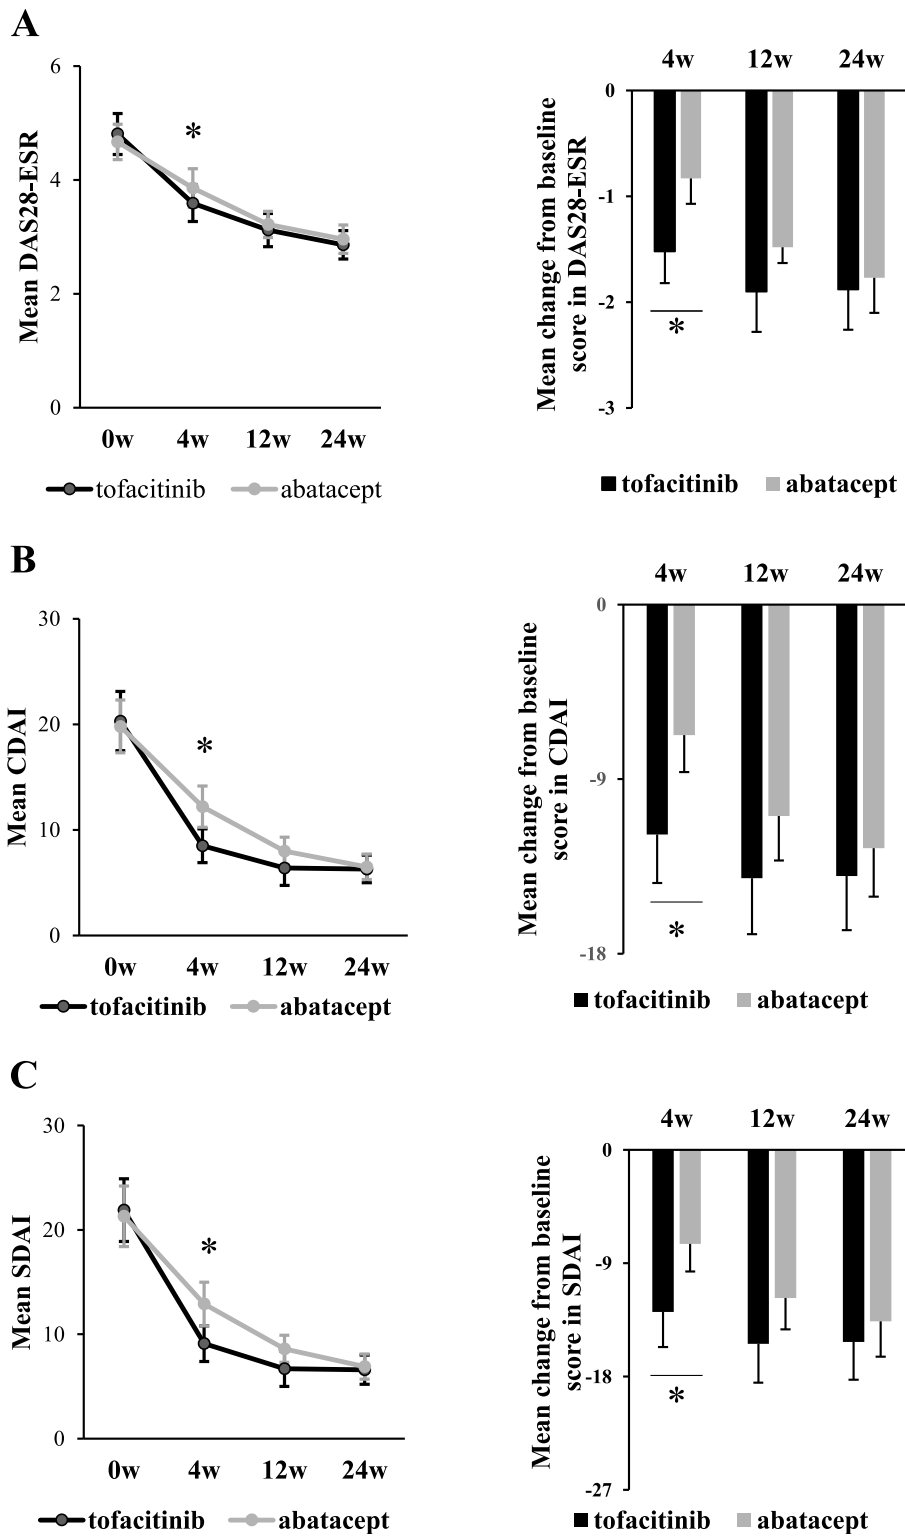 A
Mean DAS28-ESR
6
4
2
0
*
0w 4w 12w 24w
tofacitinib abatacept
4w 12w 24w
Mean change from baseline
score in DAS28-ESR
0
-1
-2
-3
*
tofacitinib abatacept
B
Mean CDAI
30
20
10
0
*
0w 4w 12w 24w
tofacitinib abatacept
4w 12w 24w
Mean change from baseline
score in CDAI
0
-9
-18
*
tofacitinib abatacept
C
Mean SDAI
30
20
10
0
*
0w 4w 12w 24w
tofacitinib abatacept
4w 12w 24w
Mean change from baseline
score in SDAI
0
-9
-18
-27
*
tofacitinib abatacept